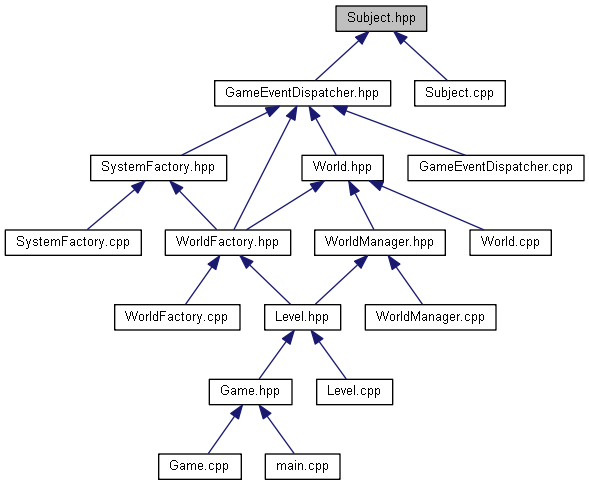 Subject.hpp
GameEventDispatcher.hpp
Subject.cpp
SystemFactory.hpp
World.hpp
GameEventDispatcher.cpp
SystemFactory.cpp
WorldFactory.hpp
WorldManager.hpp
World.cpp
WorldFactory.cpp
Level.hpp
WorldManager.cpp
Game.hpp
Level.cpp
Game.cpp
main.cpp